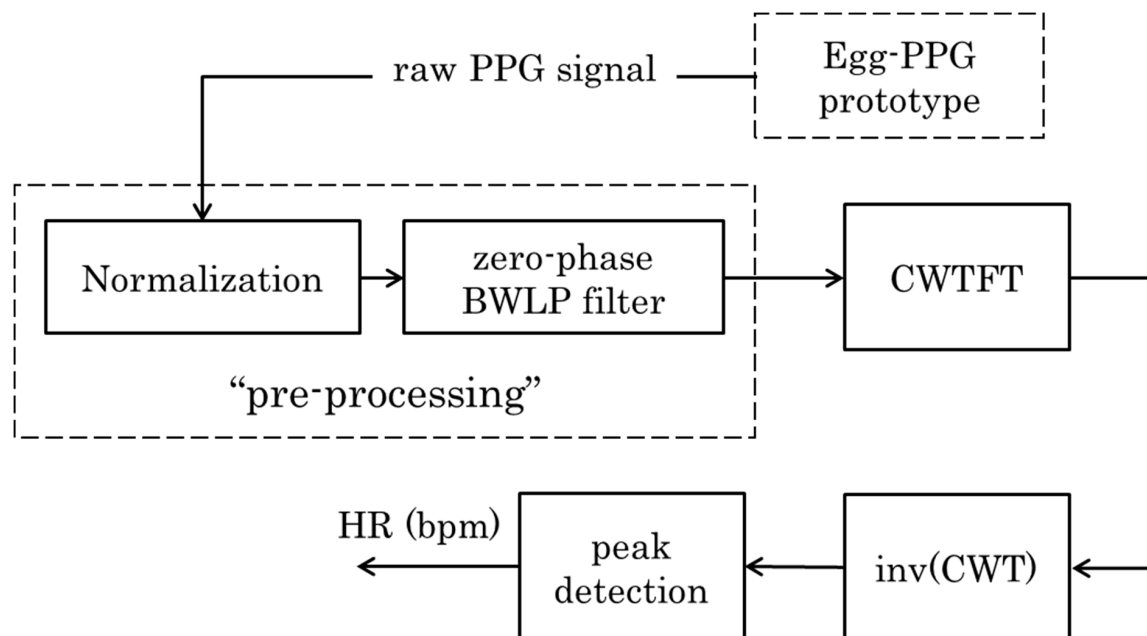 raw PPG signal
Egg-PPG
prototype
Normalization
zero-phase
BWLP filter
CWTFT
“pre-processing”
HR (bpm)
peak
detection
inv(CWT)